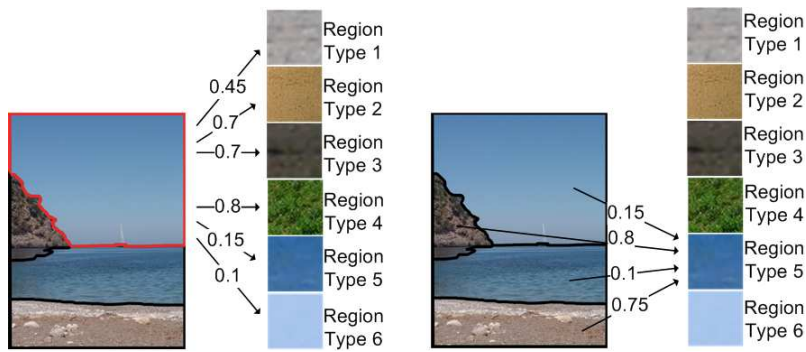 Region
Type 1
Region
Type 2
Region
Type 3
Region
Type 4
Region
Type 5
Region
Type 6
0.45
0.7
0.7
0.8
0.15
0.1
Region
Type 1
Region
Type 2
Region
Type 3
Region
Type 4
Region
Type 5
Region
Type 6
0.15
0.8
0.1
0.75